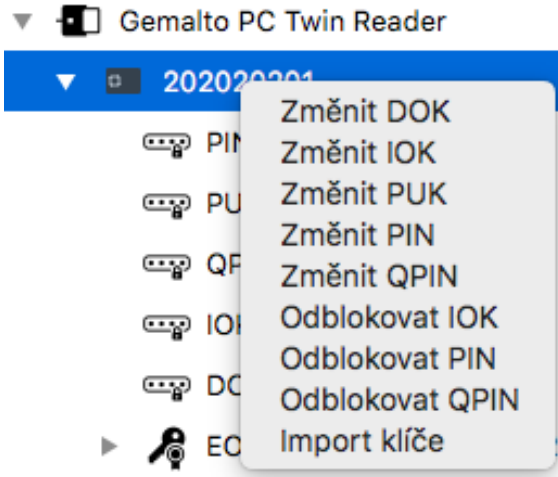 Gemalto PC Twin Reader
202020201
Změnit DOK
Změnit IOK
Změnit PUK
Změnit PIN
Změnit QPIN
Odblokovat IOK
Odblokovat PIN
Odblokovat QPIN
Import klíče